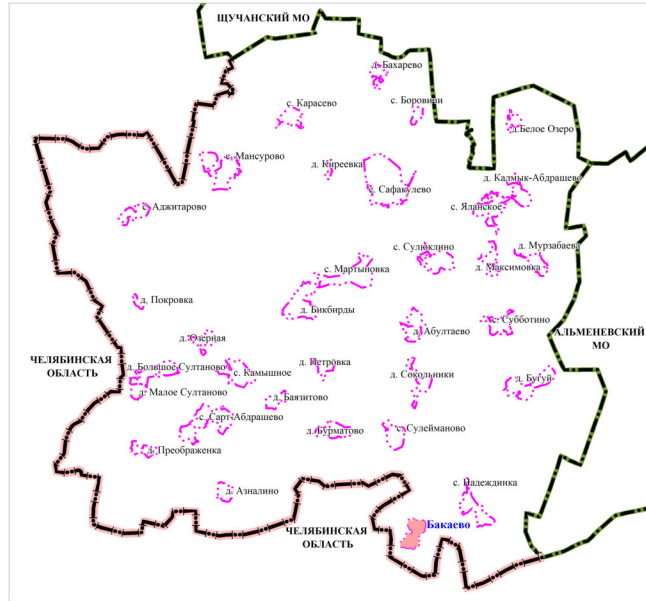 ЩУЧАНСКИЙ МО
д. Бахарево
с. Карасево
с. Боровичи
д.Белое Озеро
с. Мансурово
д. Киреевка
с. Сафакулево
д. Калмык-Абдрашево
с. Аджитарово
с. Яланское
с. Сулюклино
д. Мурзабаева
с. Мартыновка
д. Максимовка
д. Покровка
д. Бикбирды
с. Субботино
д. Абултаево
АЛЬМЕНЕВСКИЙ
МО
д. Озерная
ЧЕЛЯБИНСКАЯ
ОБЛАСТЬ
д. Большое Султаново
с. Камышное
д. Петровка
д. Сокольники
д. Бугуй
д. Малое Султаново
д. Баязитово
с. Сарт-Абдрашево
д. Бурматово
с. Сулейманово
д. Преображенка
с. Надеждинка
д. Азналино
Бакаево
ЧЕЛЯБИНСКАЯ
ОБЛАСТЬ